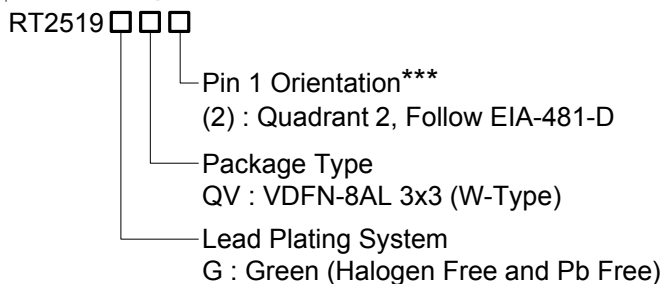 RT2519
Pin 1 Orientation***
(2) : Quadrant 2, Follow EIA-481-D
Package Type
QV : VDFN-8AL 3x3 (W-Type)
Lead Plating System
G : Green (Halogen Free and Pb Free)